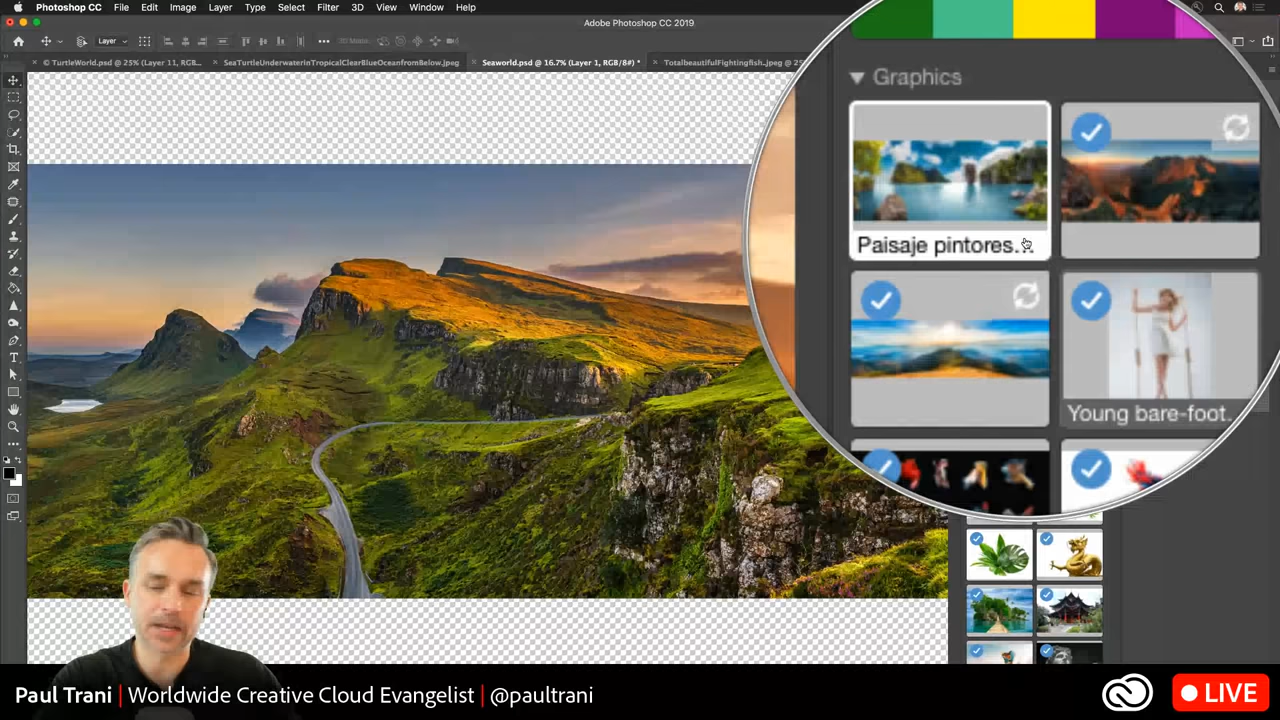 Photoshop CC File Edit Image Layer Type Select Filter 3D View Window Help
Adobe Photoshop CC 2019
Layer
© TurtleWorld.psd @ 25% (Layer 11, RGB...
SeaTurtleUnderwaterinTropicalClearBlueOceanfromBelow.jpeg
Seaworld.psd @ 16.7% (Layer 1, RGB/8#) *
TotalbeautifulFightingfish.jpeg @ 25
Graphics
Paisaje pintores...
Young bare-foot..
Paul Trani | Worldwide Creative Cloud Evangelist | @paultrani
LIVE